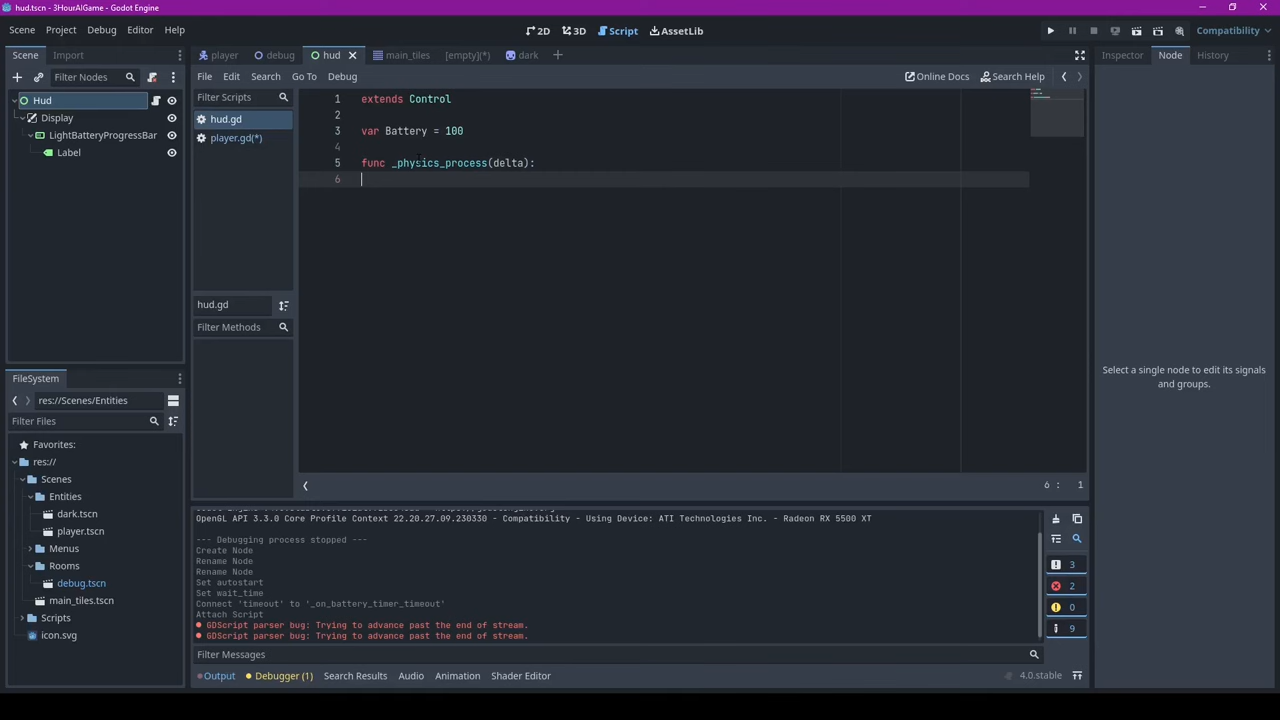 hud.tscn - 3HourAIGame - Godot Engine
Scene Project Debug Editor Help
2D 3D Script AssetLib
Compatibility
Scene Import
player debug hud main_tiles [empty](*) dark
Inspector Node History
Filter Nodes
File Edit Search Go To Debug
Online Docs Search Help
Hud
Display
LightBatteryProgressBar
Label
Filter Scripts
hud.gd
player.gd(*)
hud.gd
Filter Methods
1 extends Control
2
3 var Battery = 100
4
5 func _physics_process(delta):
6
6 : 1
Select a single node to edit its signals
and groups.
FileSystem
res://Scenes/Entities
Filter Files
Favorites:
res://
Scenes
Entities
dark.tscn
player.tscn
Menus
Rooms
debug.tscn
main_tiles.tscn
Scripts
icon.svg
OpenGL API 3.3.0 Core Profile Context 22.20.27.09.230330 - Compatibility - Using Device: ATI Technologies Inc. - Radeon RX 5500 XT
--- Debugging process stopped ---
Create Node
Rename Node
Rename Node
Set autostart
Set wait_time
Connect 'timeout' to '_on_battery_timer_timeout'
Attach Script
GDScript parser bug: Trying to advance past the end of stream.
GDScript parser bug: Trying to advance past the end of stream.
3
2
0
9
Filter Messages
Output Debugger (1) Search Results Audio Animation Shader Editor
4.0.stable